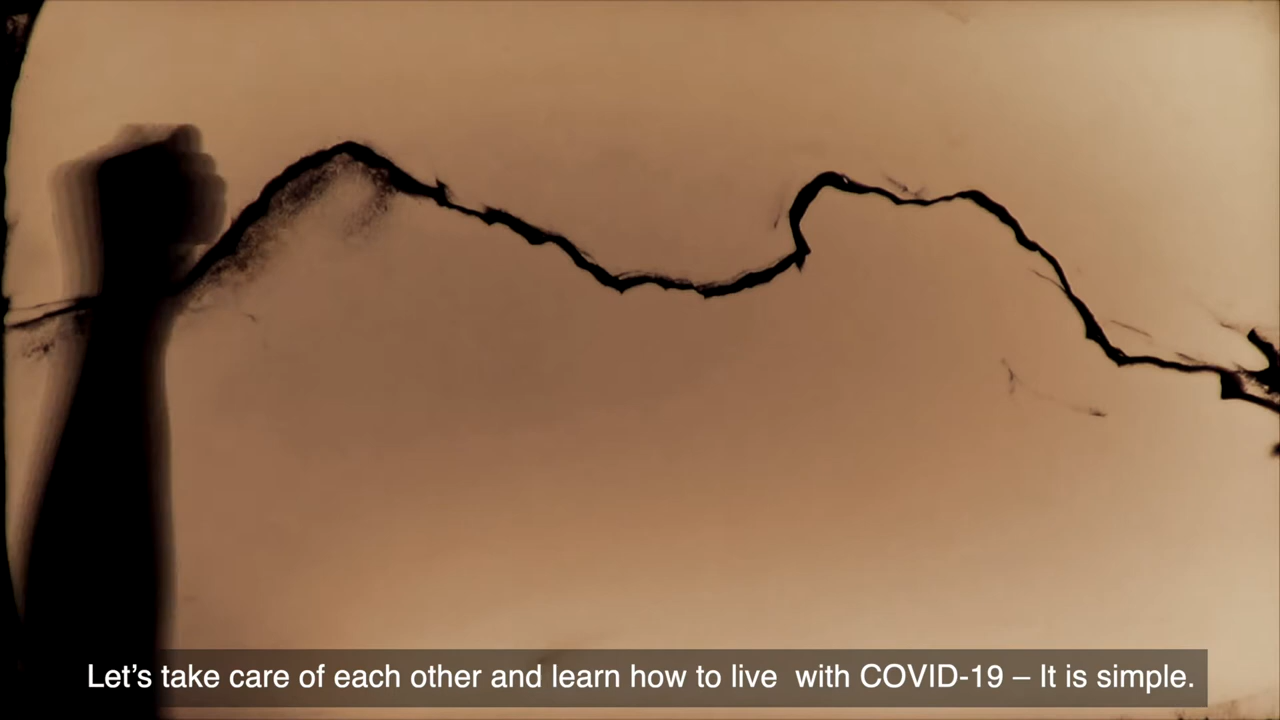 Let’s take care of each other and learn how to live  with COVID-19 – It is simple.